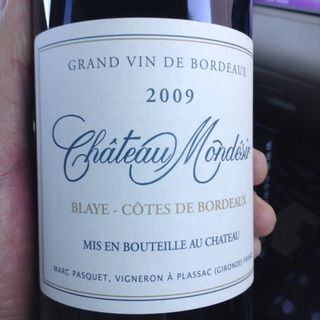 GRAND VIN DE BORDEAUX
2009
Château Mondésir
BLAYE - CÔTES DE BORDEAUX
MIS EN BOUTEILLE AU CHATEAU
MARC PASQUET, VIGNERON À PLASSAC (GIRONDE) FRANCE